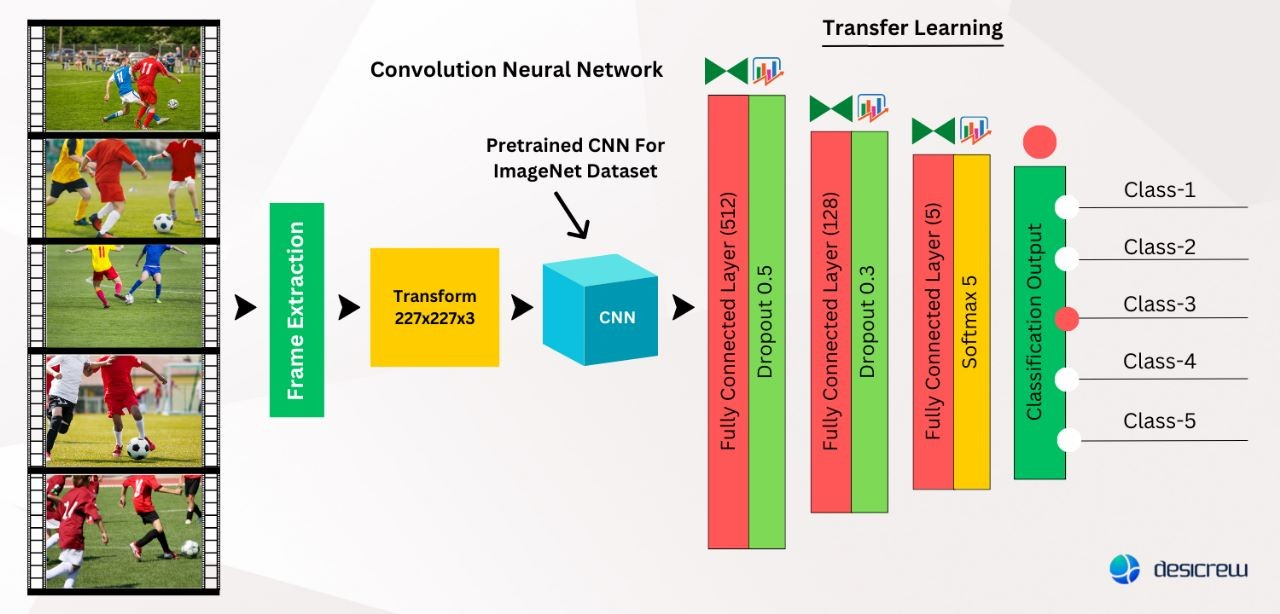 Transfer Learning
Convolution Neural Network
Pretrained CNN For
ImageNet Dataset
Frame Extraction
Transform
227x227x3
CNN
Fully Connected Layer (512)
Dropout 0.5
Fully Connected Layer (128)
Dropout 0.3
Fully Connected Layer (5)
Softmax 5
Classification Output
Class-1
Class-2
Class-3
Class-4
Class-5
desicrew
11
11